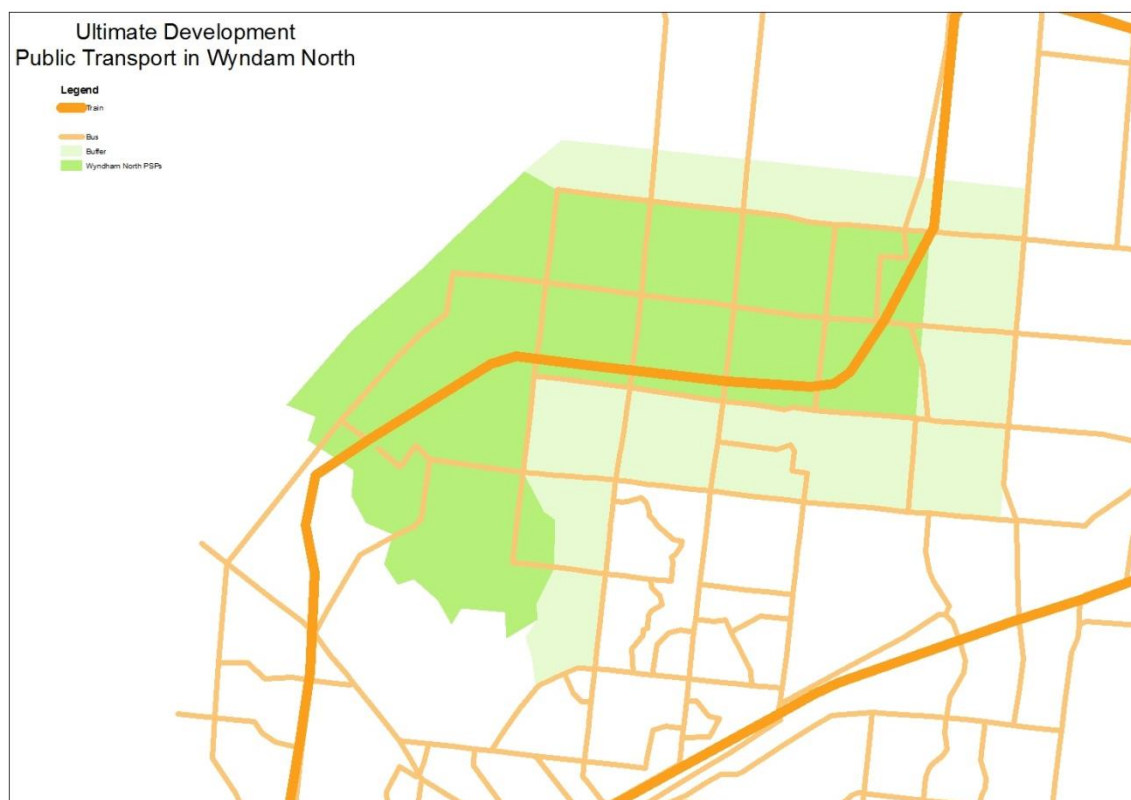 Ultimate Development
Public Transport in Wyndam North
Legend
Train
Bus
Buffer
Wyndham North PSPs